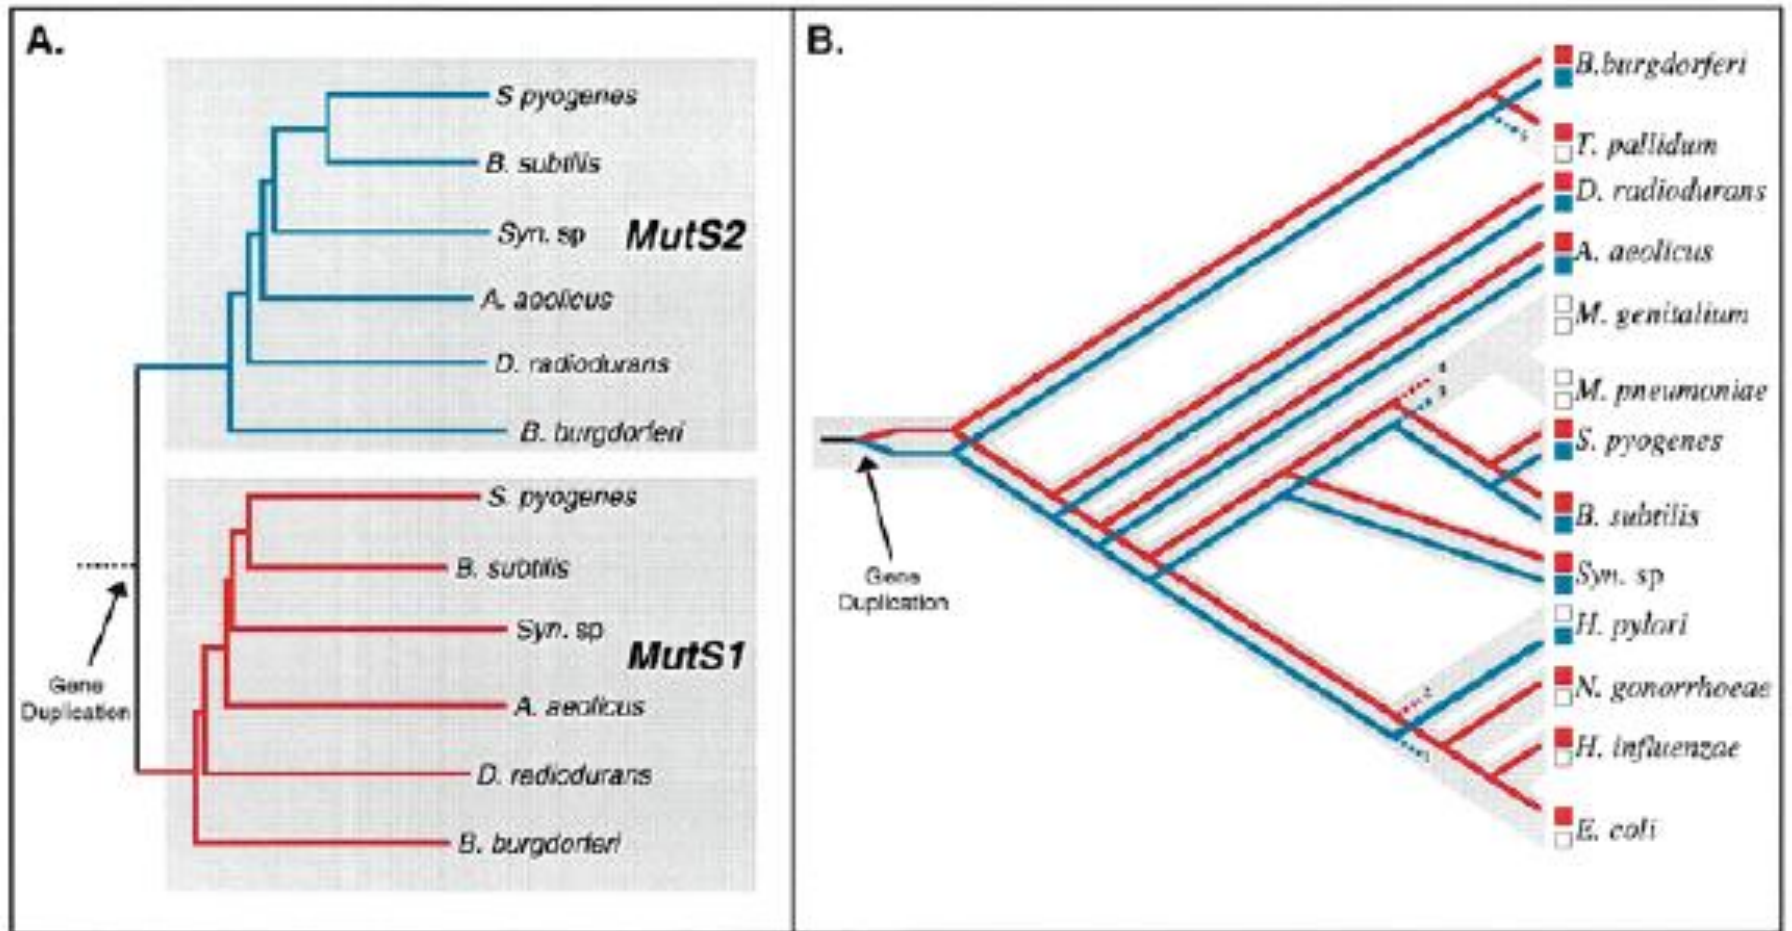 A.
S pyogenes
B. subtilis
Syn. sp
MutS2
A. aeolicus
D. radiodurans
B. burgdorferi
S. pyogenes
B. subtilis
Syn. sp
MutS1
A. aeolicus
D. radiodurans
B. burgdorferi
Gene
Duplication
B.
B.burgdorferi
T. pallidum
D. radiodurans
A. aeolicus
M. genitalium
M. pneumoniae
S. pyogenes
B. subtilis
Syn. sp
H. pylori
N. gonorrhoeae
H. influenzae
E. coli
Gene
Duplication